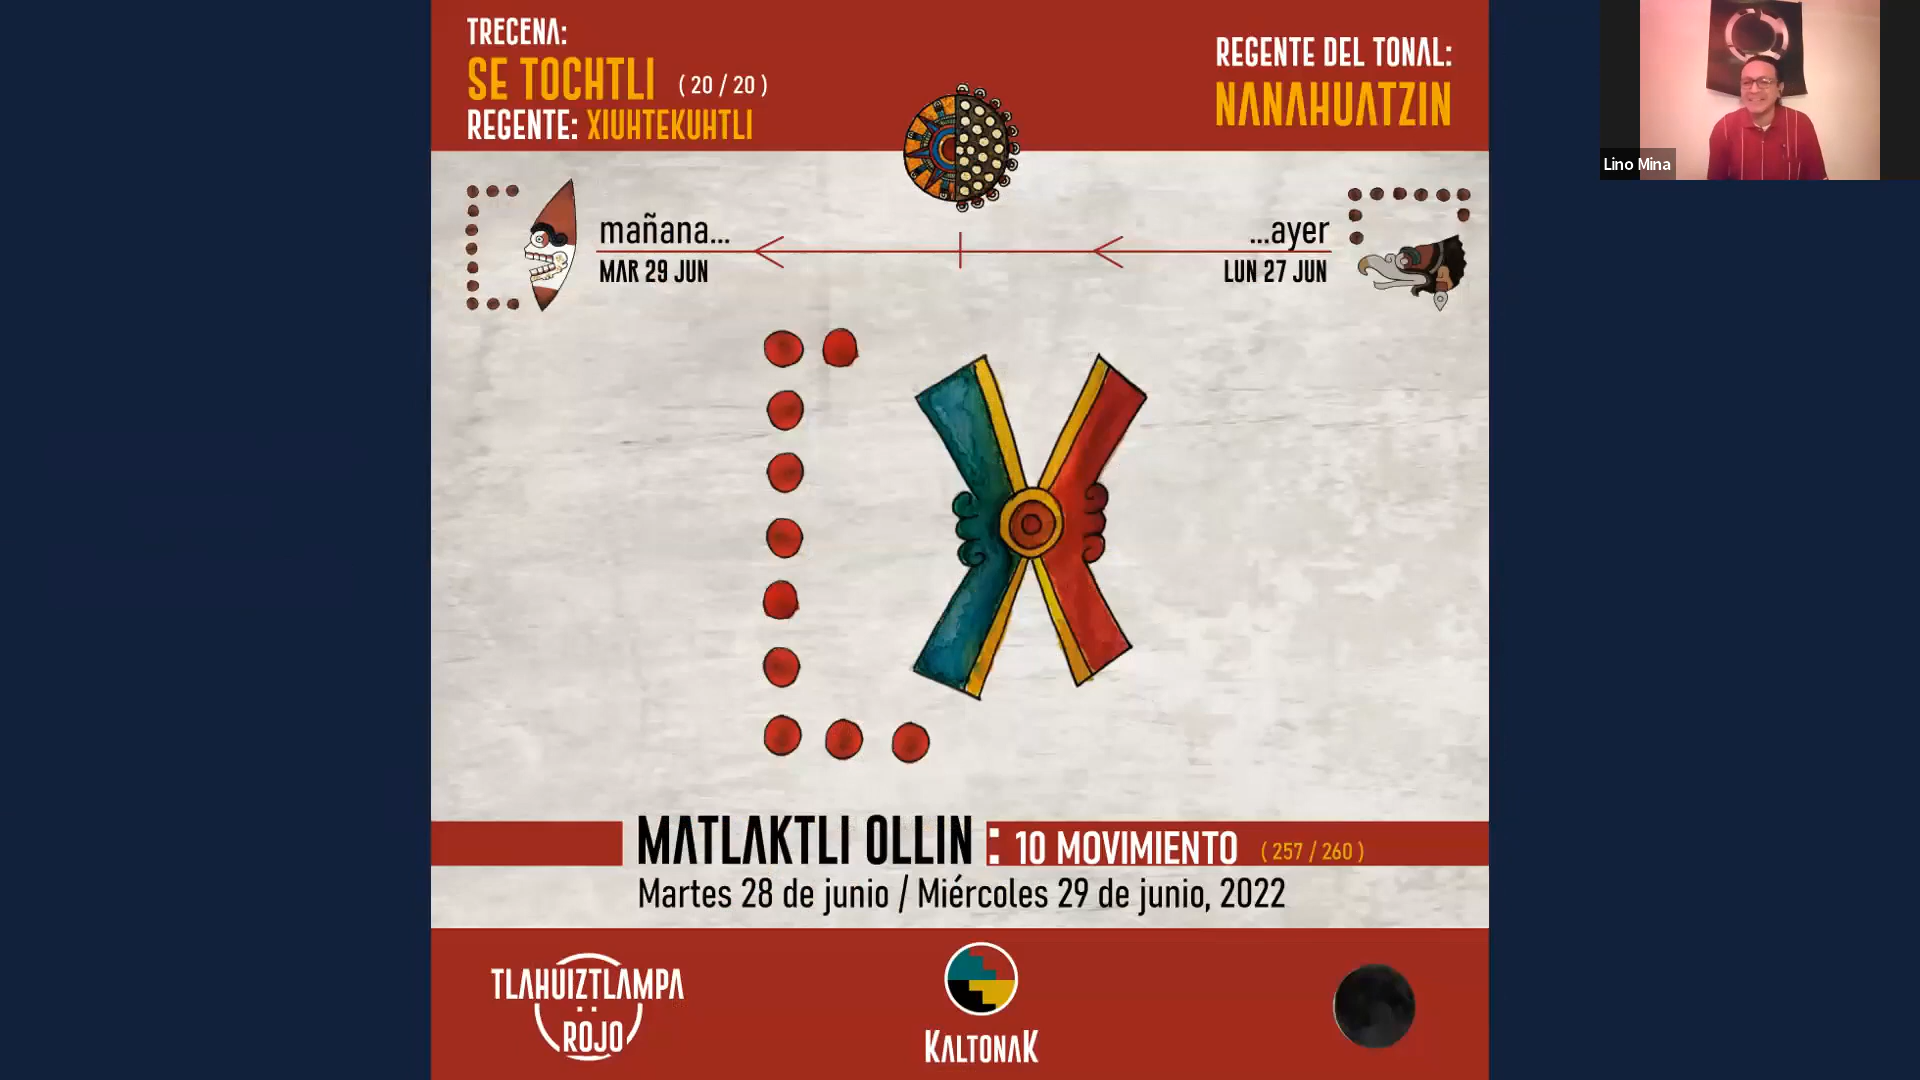 TRECENA:
SE TOCHTLI ( 20 / 20 )
REGENTE: XIUHTEKUHTLI
REGENTE DEL TONAL:
NANAHUATZIN
Lino Mina
mañana...
MAR 29 JUN
...ayer
LUN 27 JUN
MATLAKTLI OLLIN : 10 MOVIMIENTO ( 257 / 260 )
Martes 28 de junio / Miércoles 29 de junio, 2022
TLAHUIZTLAMPA
ROJO
KALTONAK